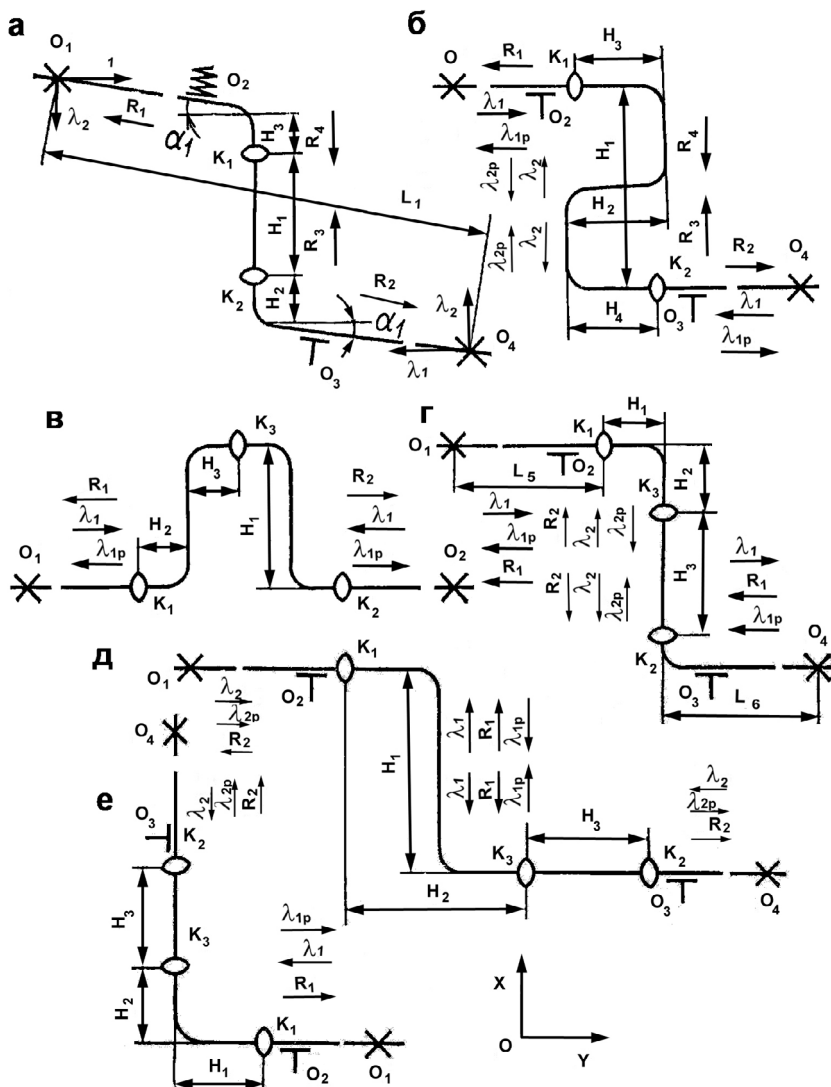 а
O₁
1
O₂
R₁
λ₂
α₁
H₃
R₄
K₁
L₁
H₁
R₃
K₂
H₂
R₂
λ₂
α₁
O₃
λ₁
O₄
б
O
R₁
K₁
H₃
λ₁
O₂
λ₁ₚ
H₁
R₄
λ₂ₚ
λ₂
H₂
λ₂ₚ
λ₂
R₃
R₂
O₄
K₂
H₄
O₃
λ₁
λ₁ₚ
в
K₃
R₁
H₃
R₂
λ₁
H₂
H₁
λ₁
λ₁ₚ
λ₁ₚ
O₁
K₁
K₂
O₂
г
H₁
O₁
K₁
O₂
L₅
H₂
K₃
λ₁
R₂
λ₂
λ₂ₚ
λ₁ₚ
R₁
R₂
λ₂
λ₂ₚ
H₃
λ₁
R₁
λ₁ₚ
K₂
O₄
O₃
L₆
д
K₁
O₁
O₂
λ₂
λ₂ₚ
R₂
λ₁
R₁
λ₁ₚ
H₁
λ₁
R₁
λ₁ₚ
λ₂
λ₂ₚ
R₂
H₃
K₃
K₂
H₂
O₃
O₄
е
O₄
λ₂
λ₂ₚ
R₂
O₃
K₂
H₃
K₃
λ₁ₚ
λ₁
R₁
H₂
K₁
H₁
O₂
O₁
X
O
Y